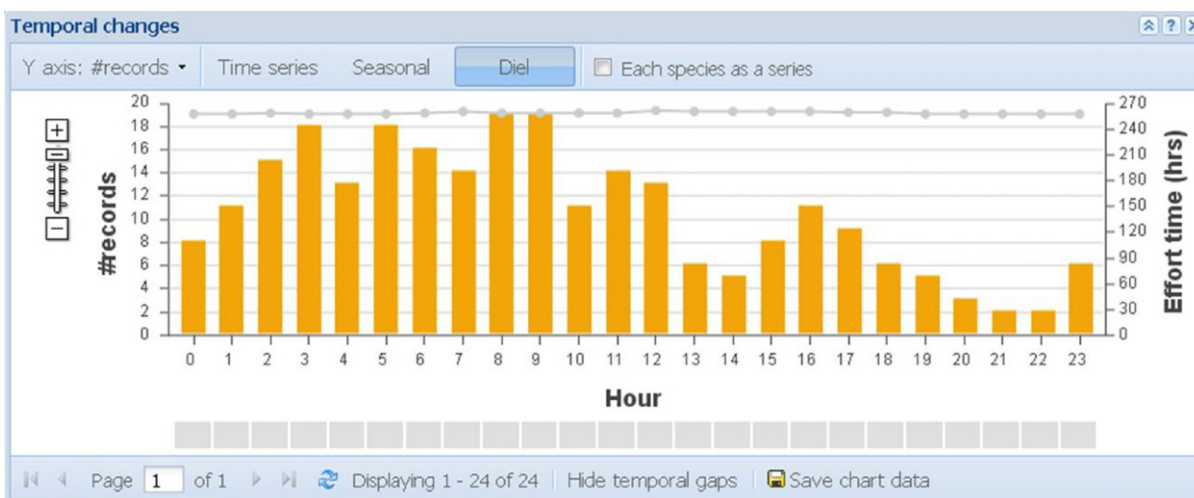 Temporal changes
Y axis: #records Time series Seasonal Diel Each species as a series
20 270
18 240
16 210
14 180
12
10 150
8 120
6 90
4 60
2 30
0 0
#records
Effort time (hrs)
0 1 2 3 4 5 6 7 8 9 10 11 12 13 14 15 16 17 18 19 20 21 22 23
Hour
Page 1 of 1 Displaying 1 - 24 of 24 Hide temporal gaps Save chart data